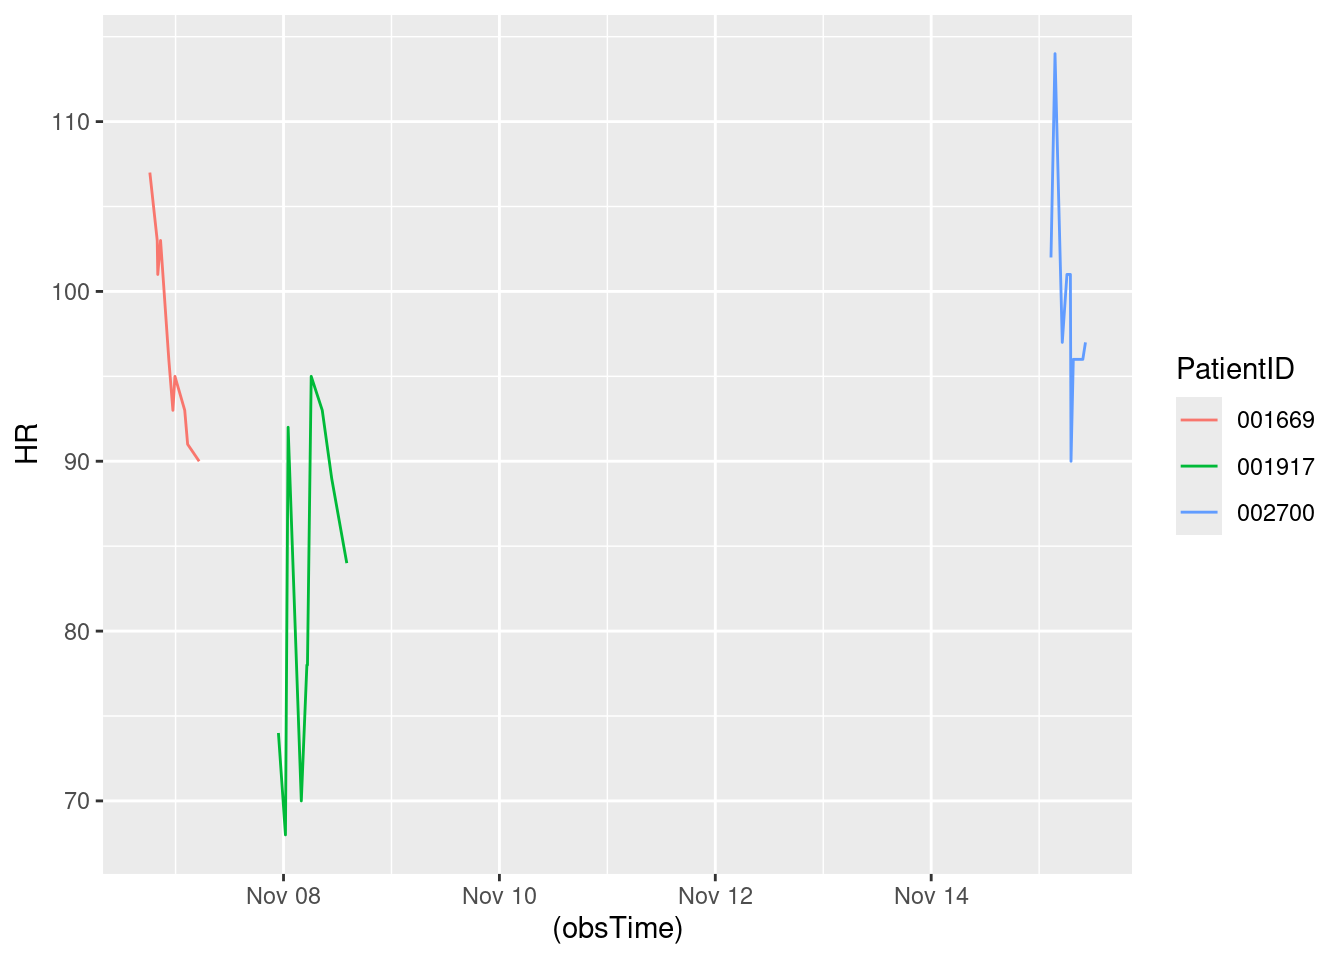 110
100
90
80
70
HR
Nov 08
Nov 10
Nov 12
Nov 14
(obsTime)
PatientID
001669
001917
002700